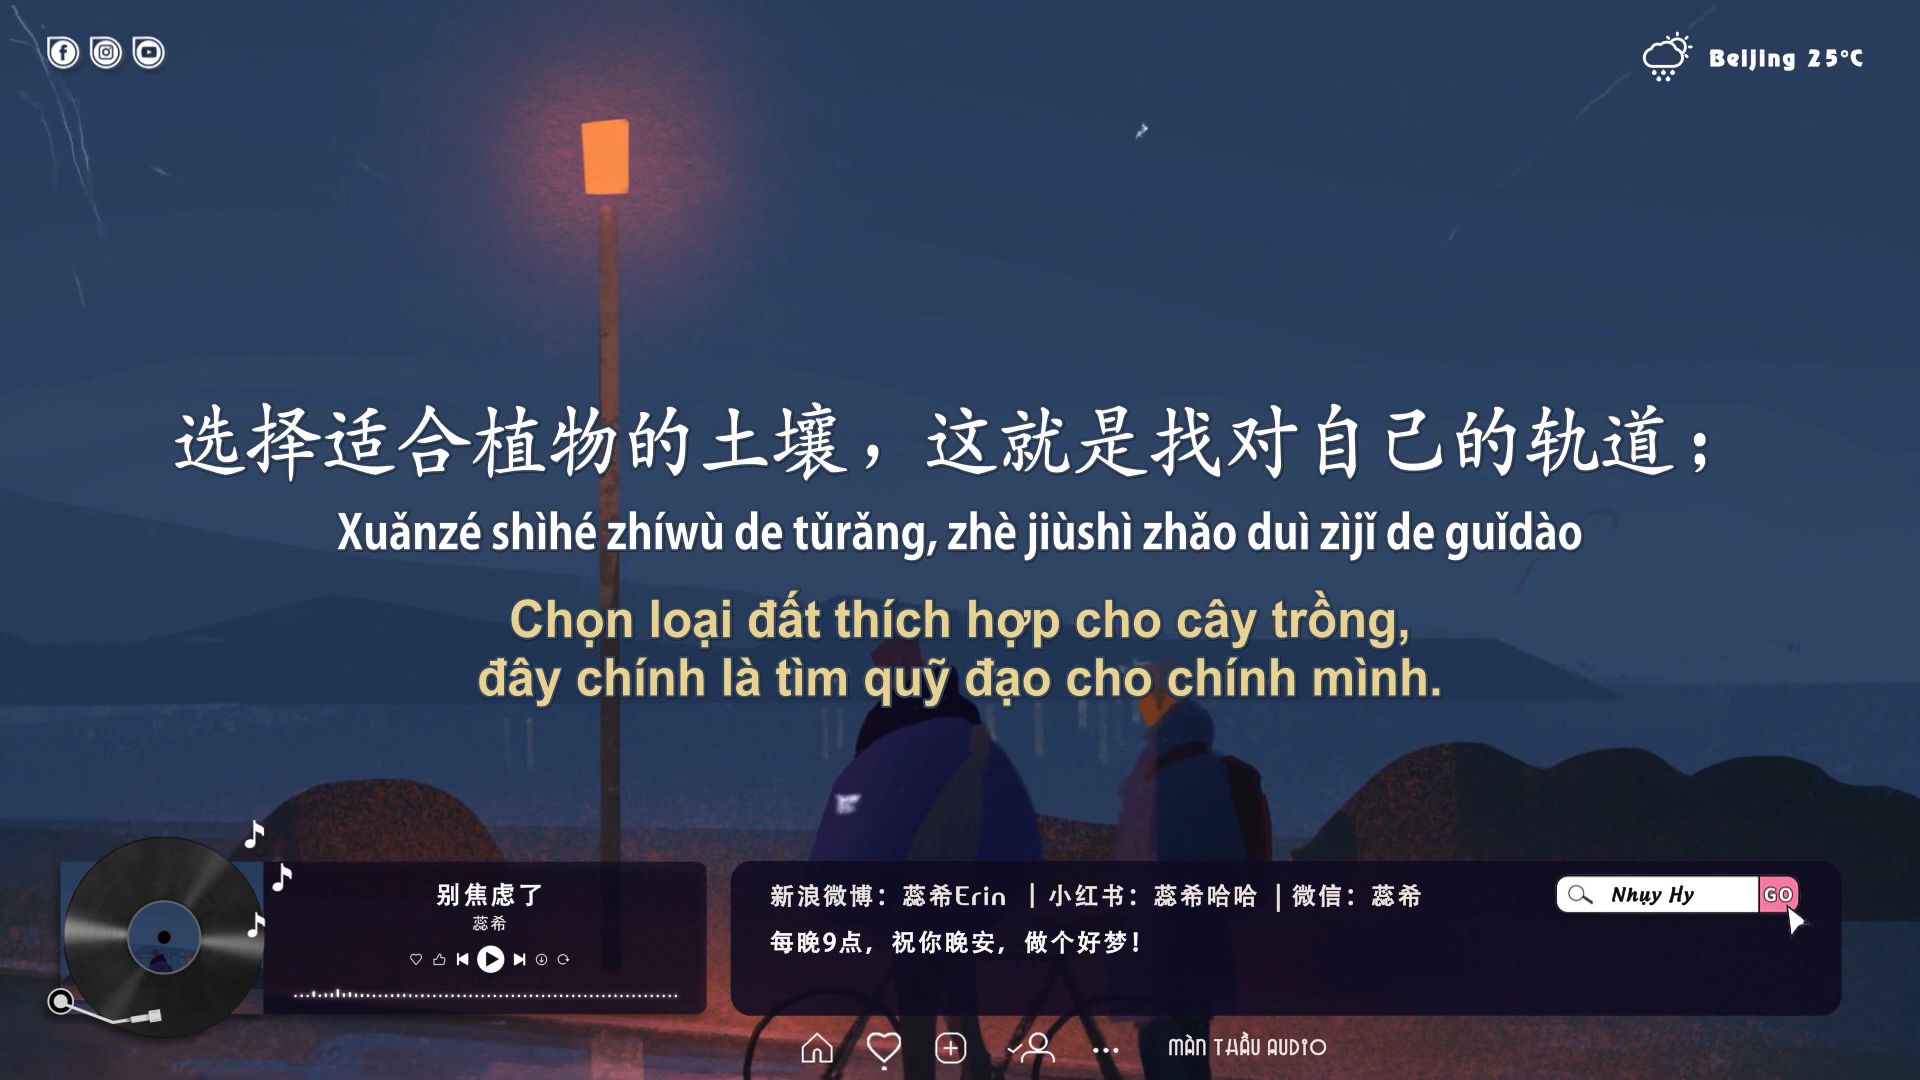 Beijing 25°C
选择适合植物的土壤，这就是找对自己的轨道；
Xuǎnzé shìhé zhíwù de tǔrǎng, zhè jiùshì zhǎo duì zìjǐ de guǐdào
Chọn loại đất thích hợp cho cây trồng,
đây chính là tìm quỹ đạo cho chính mình.
别焦虑了
蕊希
新浪微博：蕊希Erin ｜小红书：蕊希哈哈 ｜微信：蕊希
每晚9点，祝你晚安，做个好梦！
Nhụy Hy
GO
MÀN THẦU AUDIO